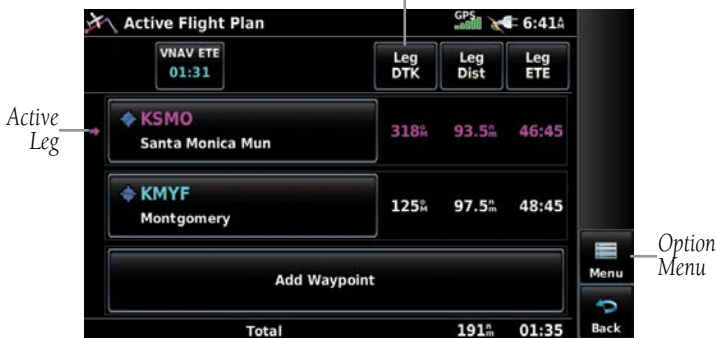 Active Flight Plan
GPS
6:41A
VNAV ETE
01:31
Leg DTK
Leg Dist
Leg ETE
Active Leg
KSMO
Santa Monica Mun
318°M
93.5nm
46:45
KMYF
Montgomery
125°M
97.5nm
48:45
Add Waypoint
Menu
Option Menu
Total
191nm
01:35
Back